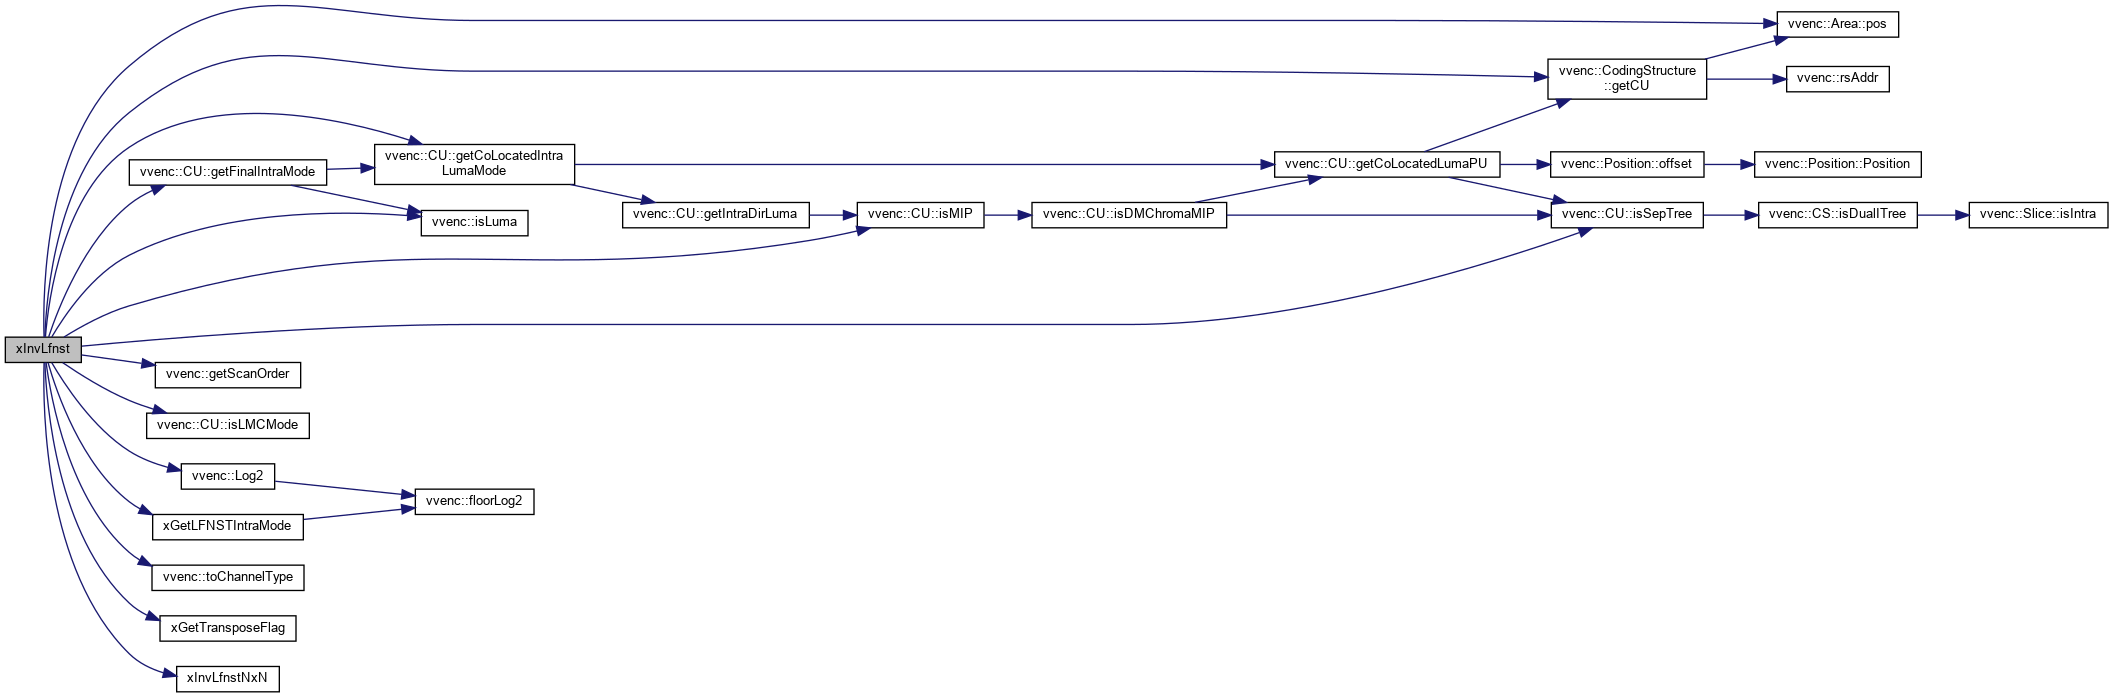 vvenc::Area::pos
vvenc::CodingStructure
::getCU
vvenc::rsAddr
vvenc::CU::getCoLocatedIntra
LumaMode
vvenc::CU::getFinalIntraMode
vvenc::CU::getCoLocatedLumaPU
vvenc::Position::offset
vvenc::Position::Position
vvenc::isLuma
vvenc::CU::getIntraDirLuma
vvenc::CU::isMIP
vvenc::CU::isDMChromaMIP
vvenc::CU::isSepTree
vvenc::CS::isDualITree
vvenc::Slice::isIntra
xInvLfnst
vvenc::getScanOrder
vvenc::CU::isLMCMode
vvenc::Log2
vvenc::floorLog2
xGetLFNSTIntraMode
vvenc::toChannelType
xGetTransposeFlag
xInvLfnstNxN